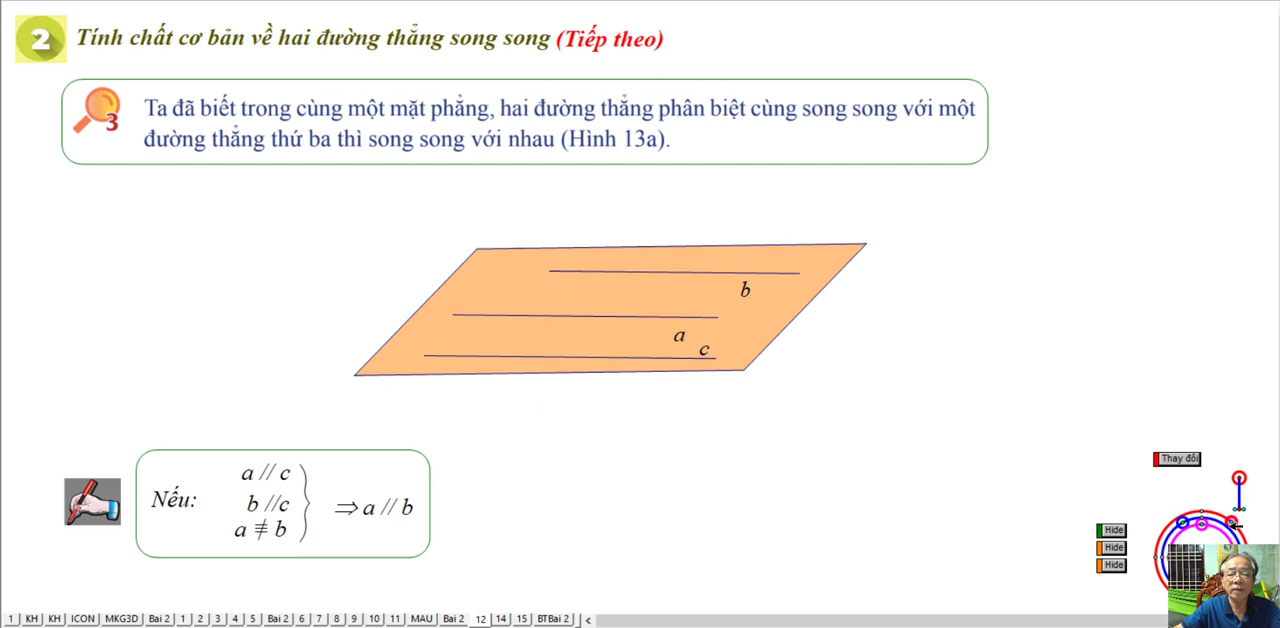 2 Tính chất cơ bản về hai đường thẳng song song (Tiếp theo)
3
Ta đã biết trong cùng một mặt phẳng, hai đường thẳng phân biệt cùng song song với một
đường thẳng thứ ba thì song song với nhau (Hình 13a).
b
a
c
a // c
Nếu: b //c ⇒ a // b
a ≢ b
Thay đổi
Hide
Hide
Hide
1 KH KH ICON MKG3D Bai 2 1 2 3 4 5 Bai 2 6 7 8 9 10 11 MAU Bai 2 12 14 15 BTBai 2